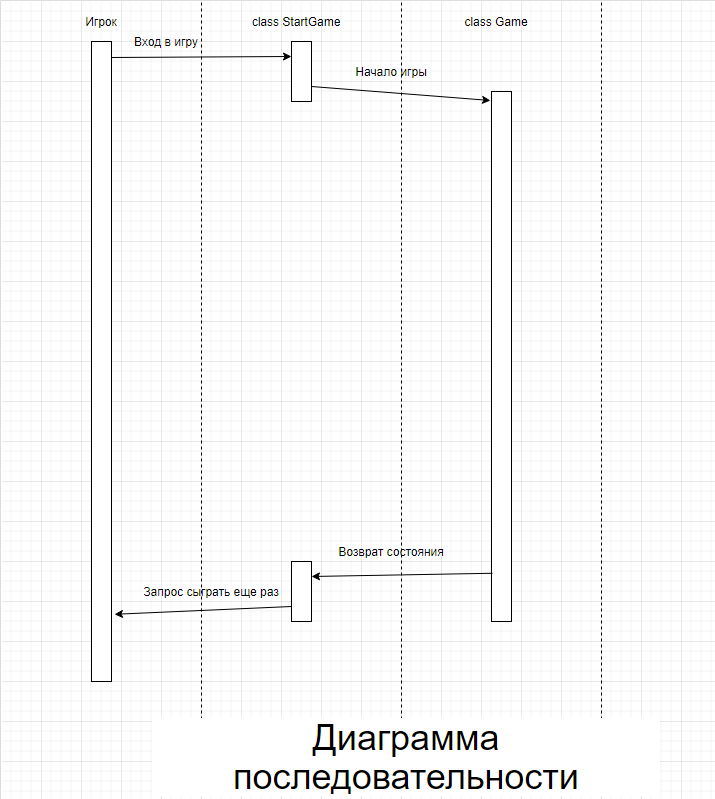 Игрок
class StartGame
class Game
Вход в игру
Начало игры
Возврат состояния
Запрос сыграть еще раз
Диаграмма
последовательности